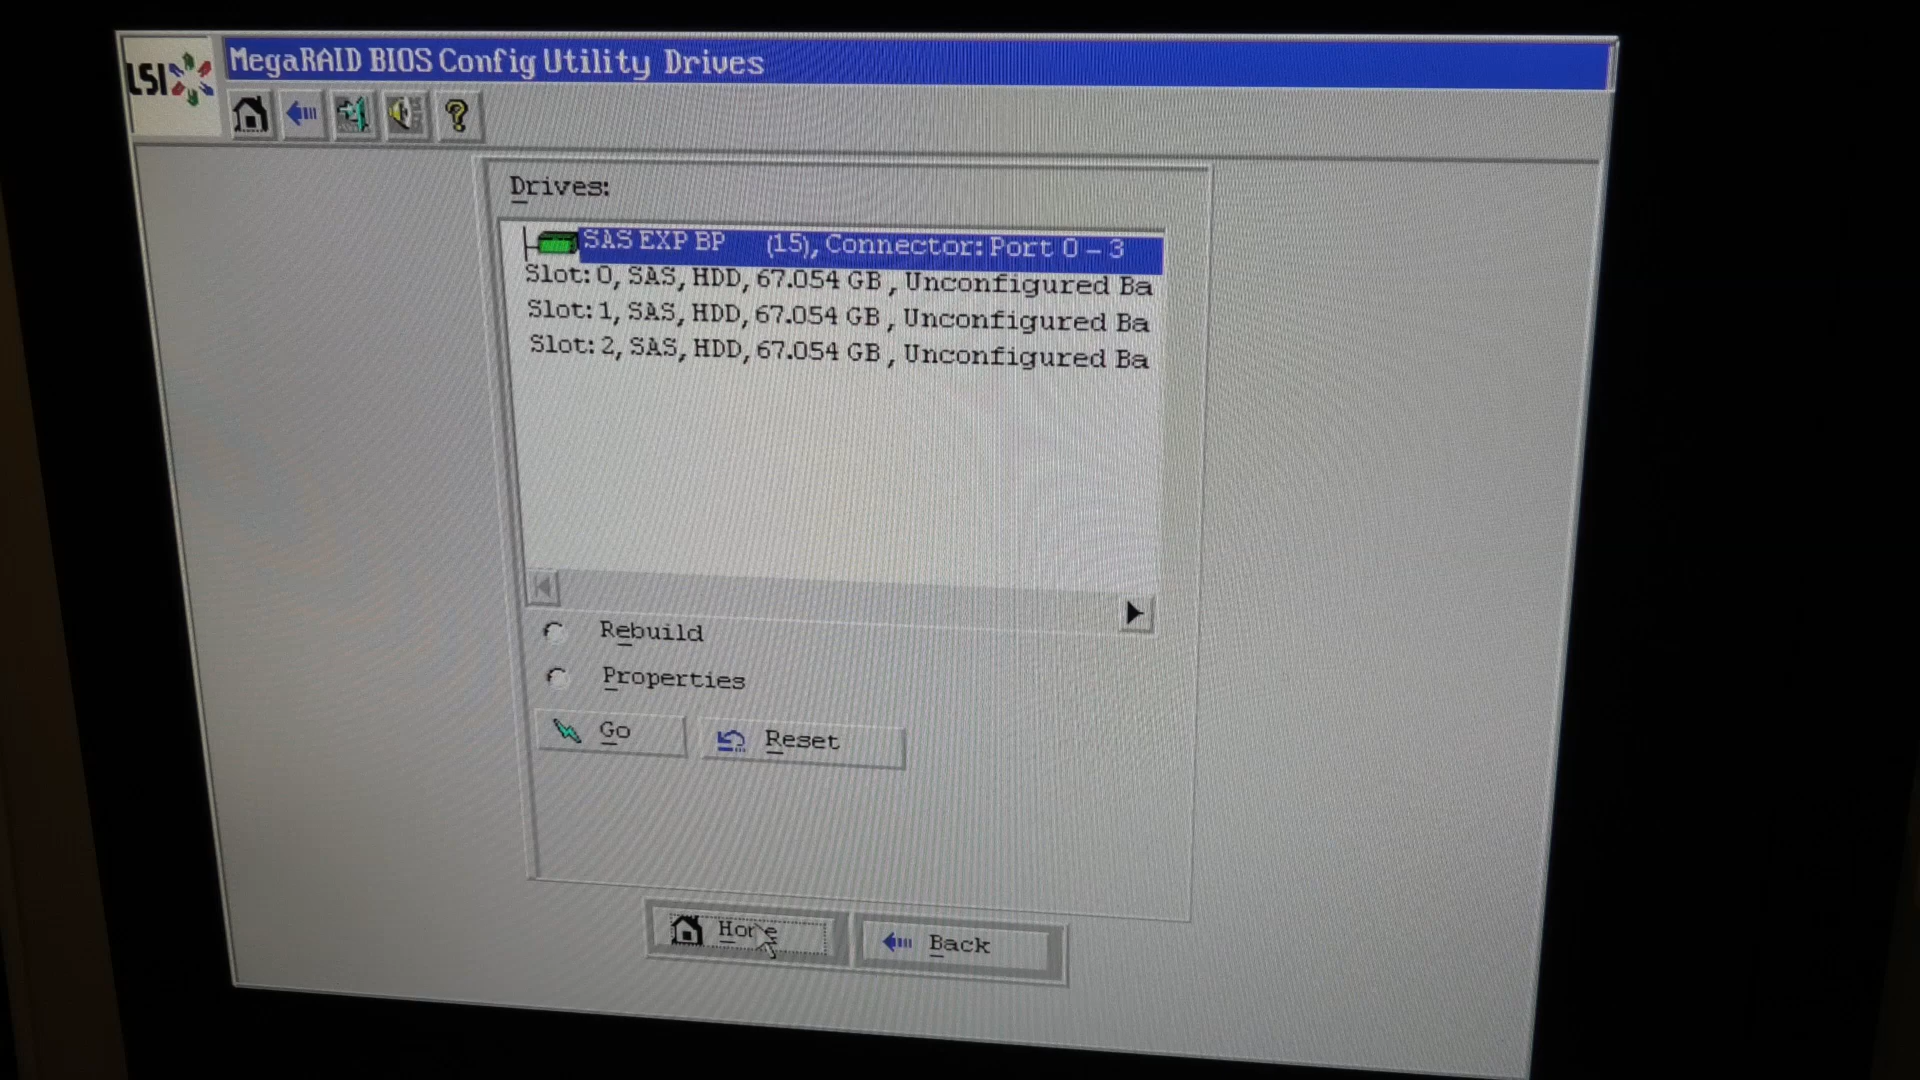 LSI
MegaRAID BIOS Config Utility Drives
?
Drives:
SAS EXP BP (15), Connector: Port 0 - 3
Slot: 0, SAS, HDD, 67.054 GB, Unconfigured Ba
Slot: 1, SAS, HDD, 67.054 GB, Unconfigured Ba
Slot: 2, SAS, HDD, 67.054 GB, Unconfigured Ba
Rebuild
Properties
Go
Reset
Home
Back